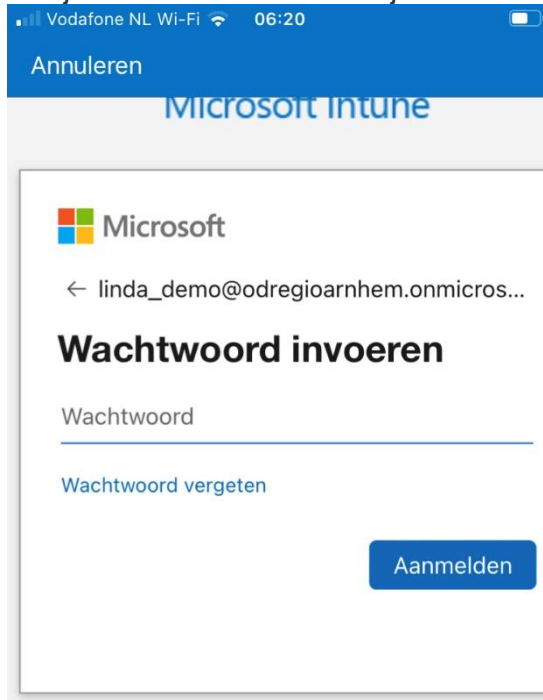 Vodafone NL Wi-Fi 06:20
Annuleren
Microsoft Intune
Microsoft
← linda_demo@odregioarnhem.onmicros...
Wachtwoord invoeren
Wachtwoord
Wachtwoord vergeten
Aanmelden